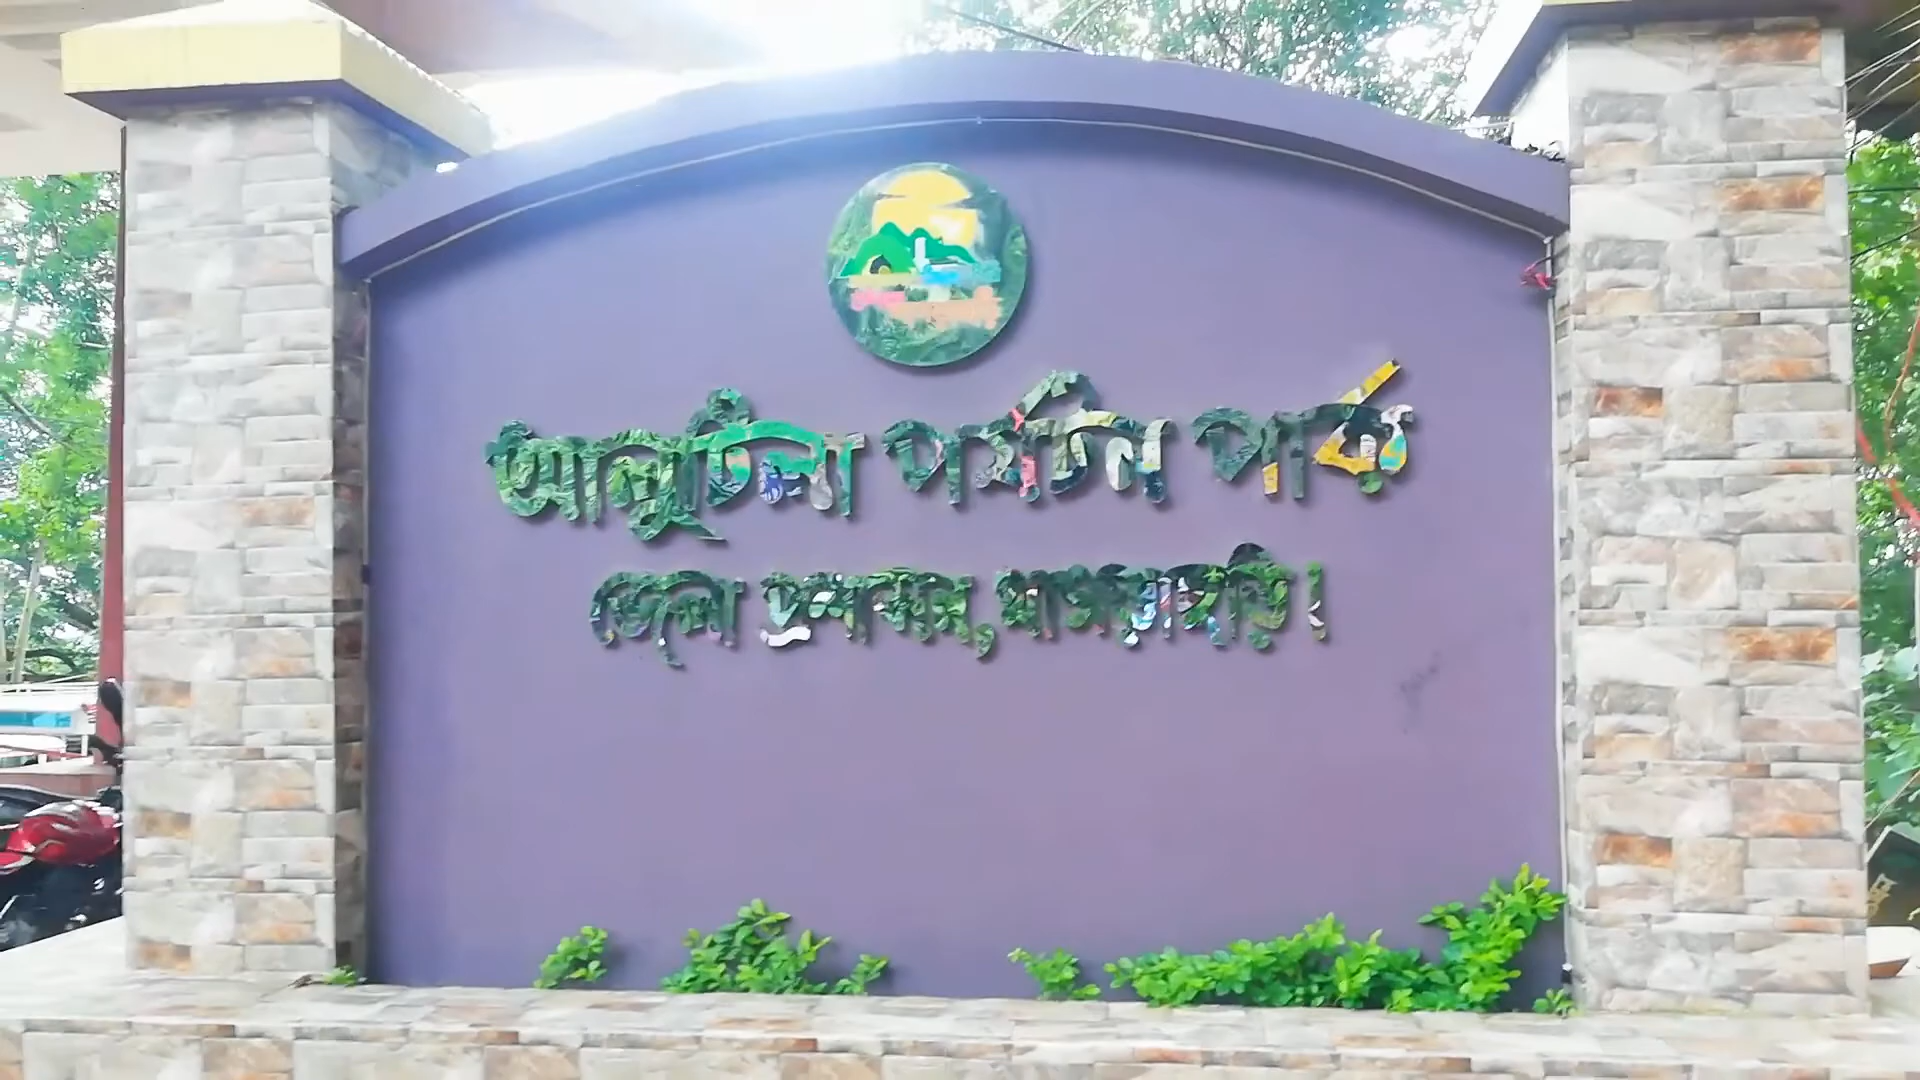 আলুটিলা পর্যটন পার্ক
জেলা প্রশাসন, খাগড়াছড়ি।